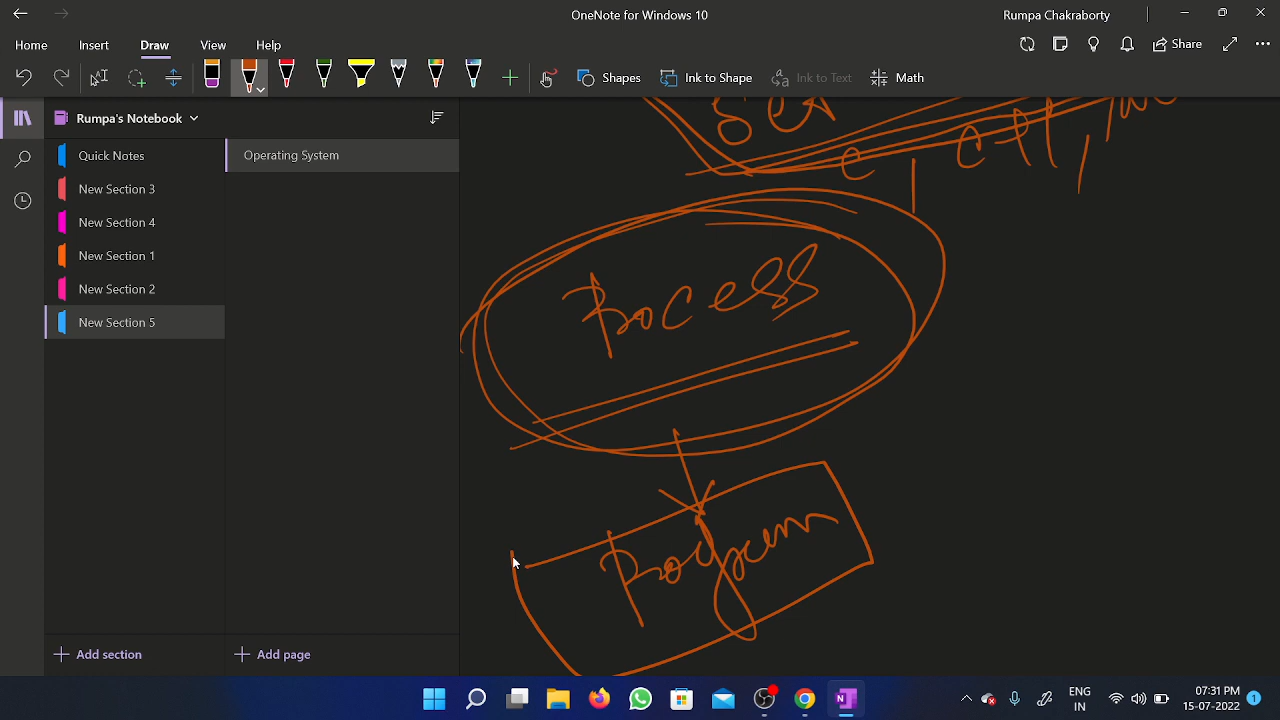 OneNote for Windows 10
Rumpa Chakraborty
Home Insert Draw View Help
Share
Shapes Ink to Shape Ink to Text Math
Rumpa's Notebook
Quick Notes
Operating System
New Section 3
New Section 4
New Section 1
New Section 2
New Section 5
C, C++,
Process
Program
Add section
Add page
ENG
IN
07:31 PM
15-07-2022
1